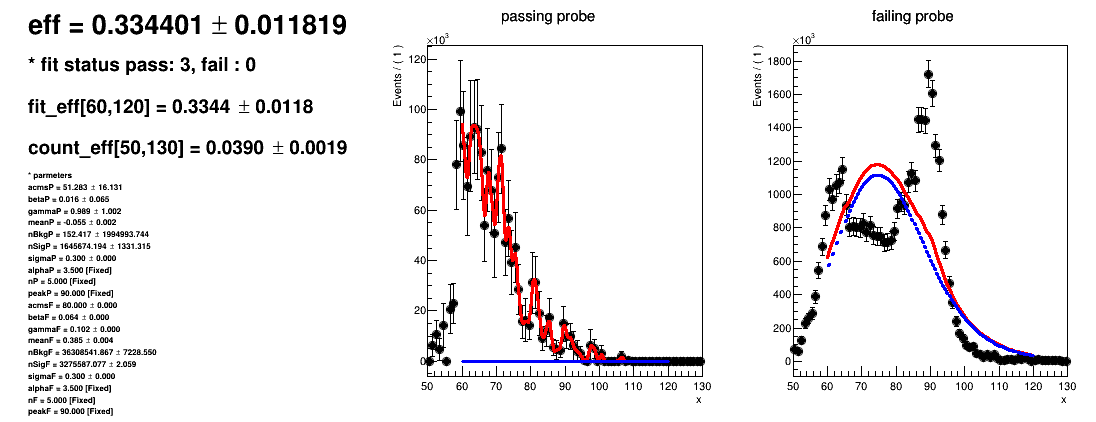 eff = 0.334401 ± 0.011819
* fit status pass: 3, fail : 0
fit_eff[60,120] = 0.3344 ± 0.0118
count_eff[50,130] = 0.0390 ± 0.0019
* parmeters
acmsP = 51.283 ± 16.131
betaP = 0.016 ± 0.065
gammaP = 0.989 ± 1.002
meanP = -0.055 ± 0.002
nBkgP = 152.417 ± 1994993.744
nSigP = 1645674.194 ± 1331.315
sigmaP = 0.300 ± 0.000
alphaP = 3.500 [Fixed]
nP = 5.000 [Fixed]
peakP = 90.000 [Fixed]
acmsF = 80.000 ± 0.000
betaF = 0.064 ± 0.000
gammaF = 0.102 ± 0.000
meanF = 0.385 ± 0.004
nBkgF = 36308541.867 ± 7228.550
nSigF = 3275587.077 ± 2.059
sigmaF = 0.300 ± 0.000
alphaF = 3.500 [Fixed]
nF = 5.000 [Fixed]
peakF = 90.000 [Fixed]
passing probe
×10³
Events / ( 1 )
120
100
80
60
40
20
0
50 60 70 80 90 100 110 120 130
x
failing probe
×10³
Events / ( 1 )
1800
1600
1400
1200
1000
800
600
400
200
0
50 60 70 80 90 100 110 120 130
x